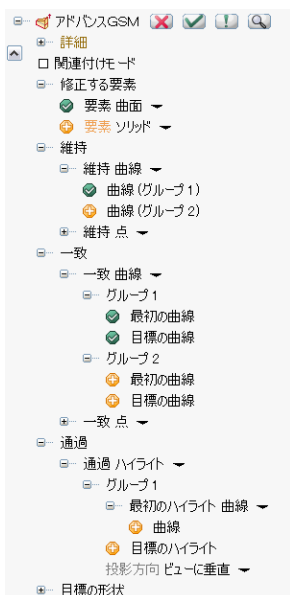 アドバンスGSM
詳細
関連付けモード
修正する要素
要素 曲面
要素 ソリッド
維持
維持 曲線
曲線 (グループ 1)
曲線 (グループ 2)
維持 点
一致
一致 曲線
グループ 1
最初の曲線
目標の曲線
グループ 2
最初の曲線
目標の曲線
一致 点
通過
通過 ハイライト
グループ 1
最初のハイライト 曲線
曲線
目標のハイライト
投影方向 ビューに垂直
目標の形状